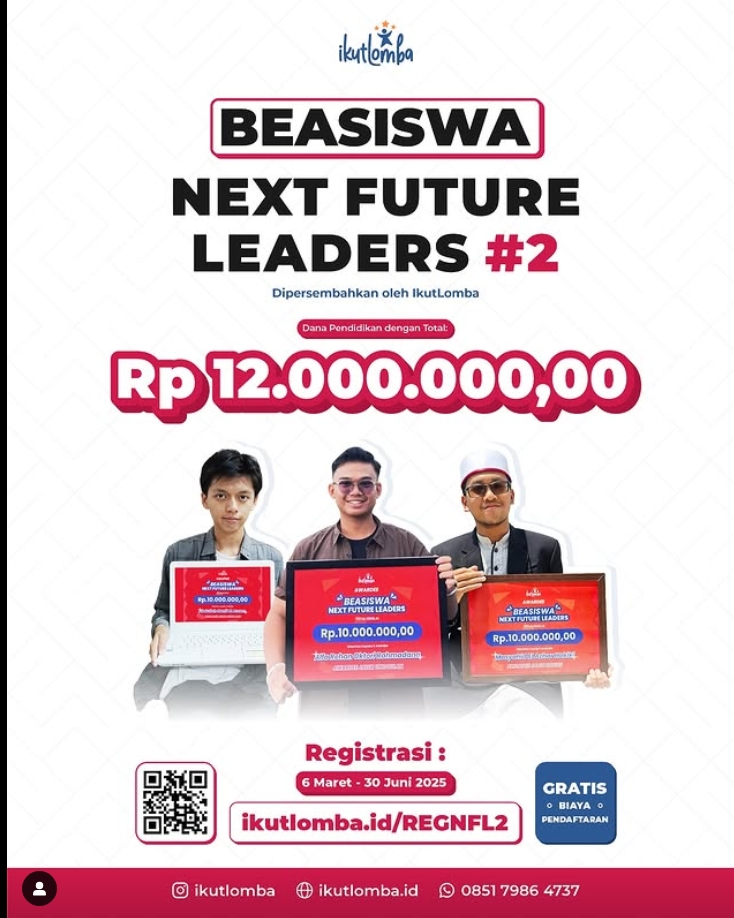 ikutlomba
BEASISWA
NEXT FUTURE
LEADERS #2
Dipersembahkan oleh IkutLomba
Dana Pendidikan dengan Total:
Rp 12.000.000,00
BEASISWA
NEXT FUTURE LEADERS
Rp.10.000.000,00
ikutlomba
AWARDEE
BEASISWA
NEXT FUTURE LEADERS
Rp.10.000.000,00
AWARDEE
BEASISWA
NEXT FUTURE LEADERS
Rp.10.000.000,00
Registrasi :
6 Maret - 30 Juni 2025
ikutlomba.id/REGNFL2
GRATIS
BIAYA
PENDAFTARAN
ikutlomba ikutlomba.id 0851 7986 4737